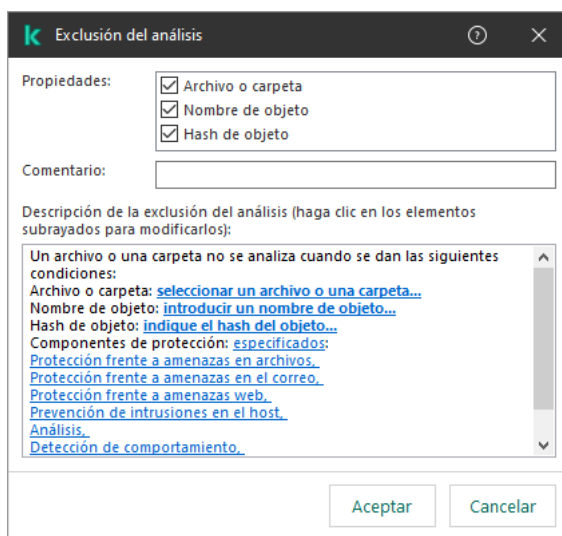 Exclusión del análisis
Propiedades:
Archivo o carpeta
Nombre de objeto
Hash de objeto
Comentario:
Descripción de la exclusión del análisis (haga clic en los elementos
subrayados para modificarlos):
Un archivo o una carpeta no se analiza cuando se dan las siguientes
condiciones:
Archivo o carpeta: seleccionar un archivo o una carpeta...
Nombre de objeto: introducir un nombre de objeto...
Hash de objeto: indique el hash del objeto...
Componentes de protección: especificados:
Protección frente a amenazas en archivos,
Protección frente a amenazas en el correo,
Protección frente a amenazas web,
Prevención de intrusiones en el host,
Análisis,
Detección de comportamiento,
Aceptar
Cancelar